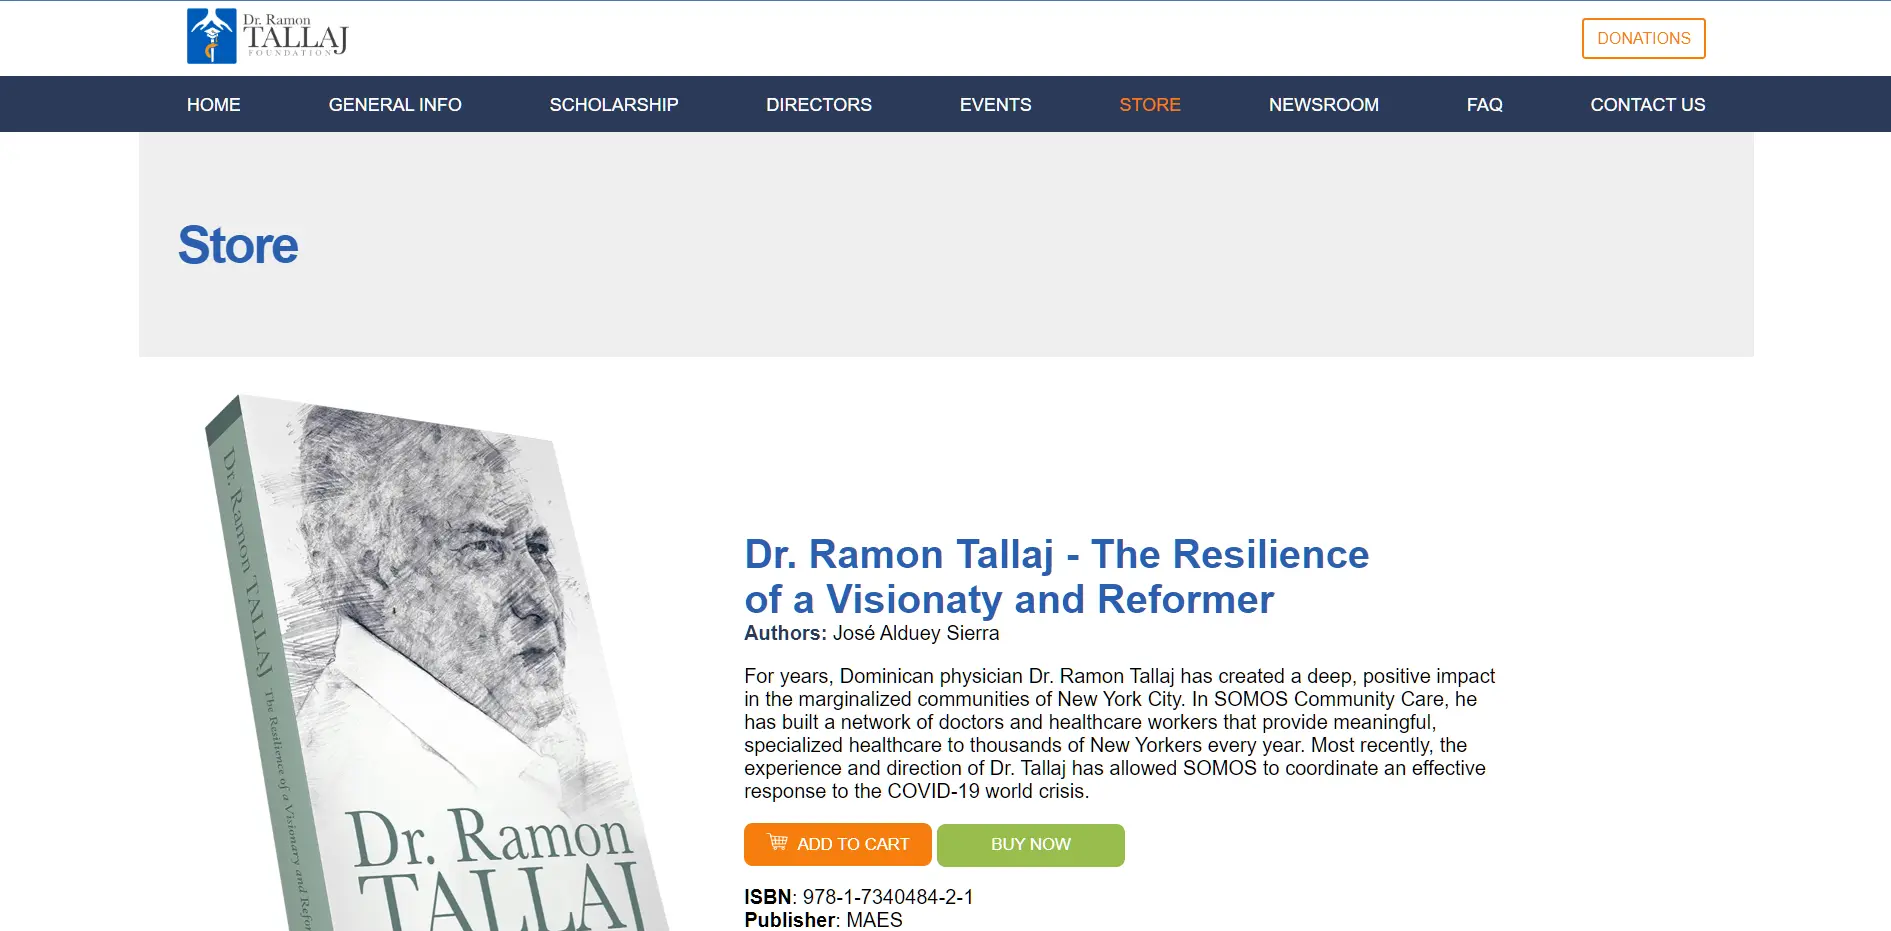 Dr. Ramon
TALLAJ
FOUNDATION
DONATIONS
HOME GENERAL INFO SCHOLARSHIP DIRECTORS EVENTS STORE NEWSROOM FAQ CONTACT US
Store
Dr. Ramon TALLAJ The Resilience of a Visionary and Refor
Dr. Ramon
TALLAJ
Dr. Ramon Tallaj - The Resilience
of a Visionaty and Reformer
Authors: José Alduey Sierra
For years, Dominican physician Dr. Ramon Tallaj has created a deep, positive impact
in the marginalized communities of New York City. In SOMOS Community Care, he
has built a network of doctors and healthcare workers that provide meaningful,
specialized healthcare to thousands of New Yorkers every year. Most recently, the
experience and direction of Dr. Tallaj has allowed SOMOS to coordinate an effective
response to the COVID-19 world crisis.
ADD TO CART BUY NOW
ISBN: 978-1-7340484-2-1
Publisher: MAES